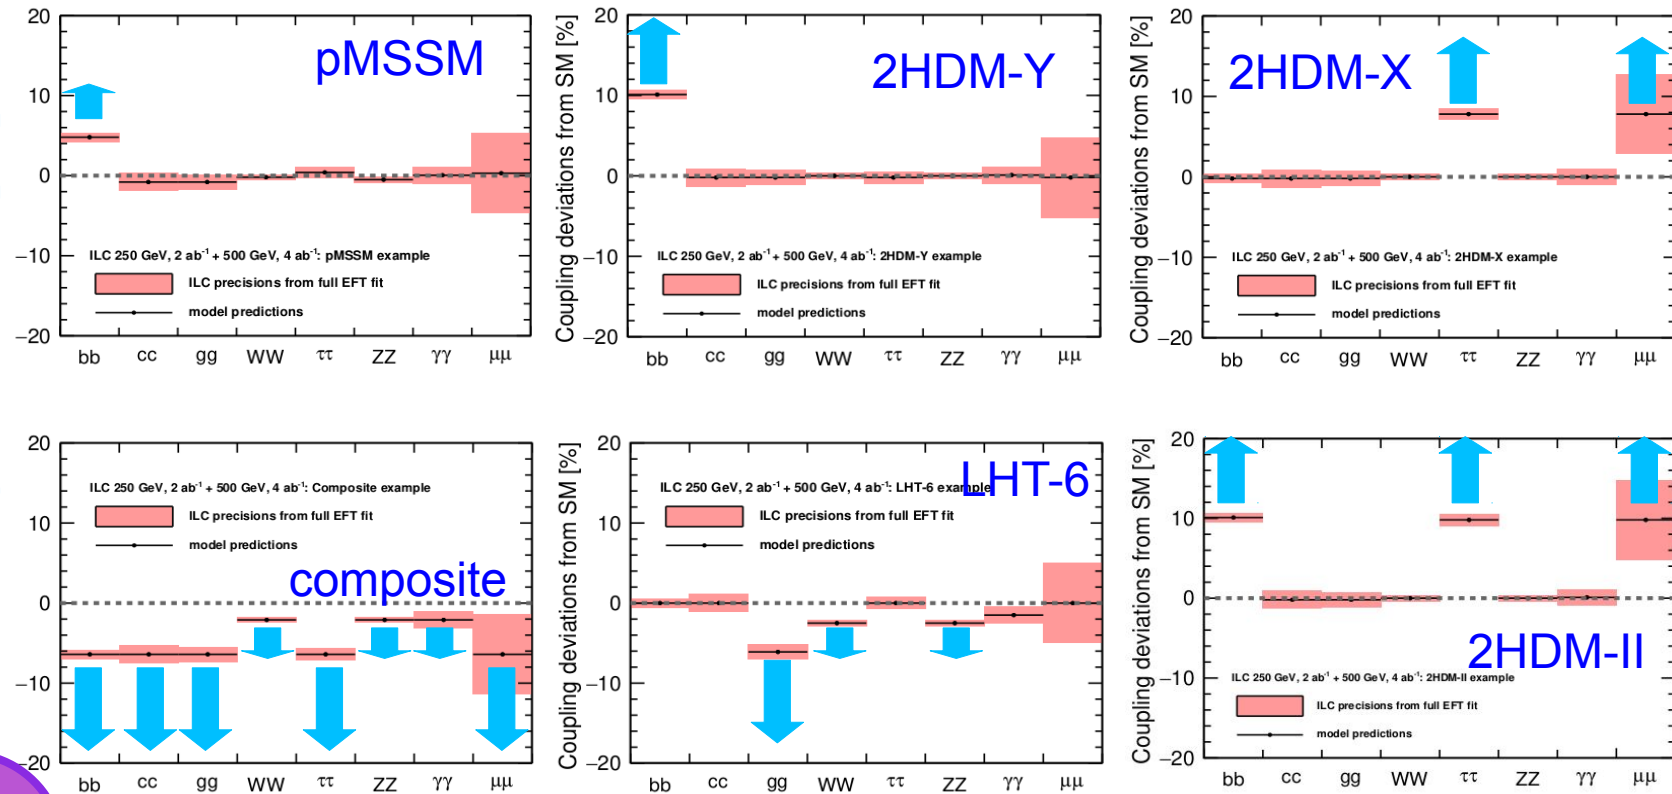 pMSSM
20
10
0
−10
−20
ILC 250 GeV, 2 ab⁻¹ + 500 GeV, 4 ab⁻¹: pMSSM example
ILC precisions from full EFT fit
model predictions
bb cc gg WW ττ ZZ γγ μμ
Coupling deviations from SM [%]
2HDM-Y
20
10
0
−10
−20
ILC 250 GeV, 2 ab⁻¹ + 500 GeV, 4 ab⁻¹: 2HDM-Y example
ILC precisions from full EFT fit
model predictions
bb cc gg WW ττ ZZ γγ μμ
Coupling deviations from SM [%]
2HDM-X
20
10
0
−10
−20
ILC 250 GeV, 2 ab⁻¹ + 500 GeV, 4 ab⁻¹: 2HDM-X example
ILC precisions from full EFT fit
model predictions
bb cc gg WW ττ ZZ γγ μμ
20
10
0
−10
−20
ILC 250 GeV, 2 ab⁻¹ + 500 GeV, 4 ab⁻¹: Composite example
ILC precisions from full EFT fit
model predictions
composite
bb cc gg WW ττ ZZ γγ μμ
Coupling deviations from SM [%]
20
10
0
−10
−20
LHT-6
ILC 250 GeV, 2 ab⁻¹ + 500 GeV, 4 ab⁻¹: LHT-6 example
ILC precisions from full EFT fit
model predictions
bb cc gg WW ττ ZZ γγ μμ
Coupling deviations from SM [%]
20
10
0
−10
−20
2HDM-II
ILC 250 GeV, 2 ab⁻¹ + 500 GeV, 4 ab⁻¹: 2HDM-II example
ILC precisions from full EFT fit
model predictions
bb cc gg WW ττ ZZ γγ μμ